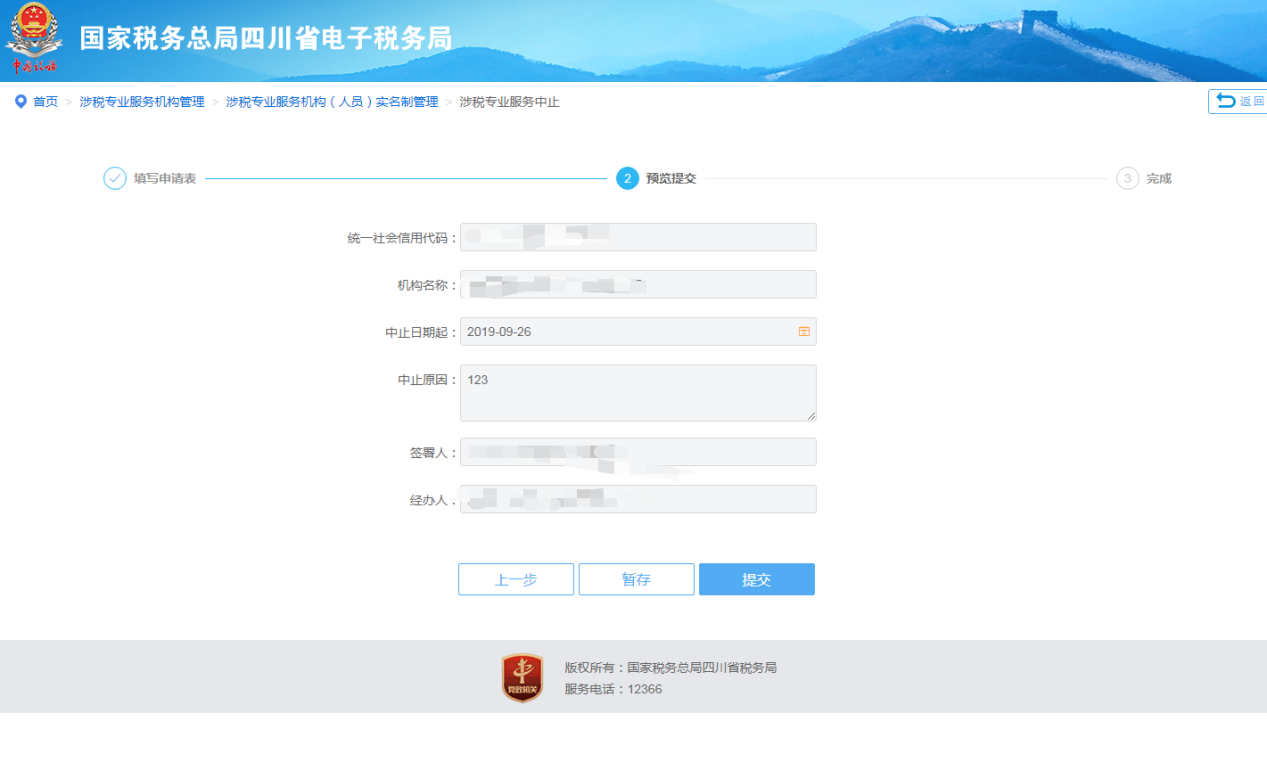 国家税务总局四川省电子税务局
中国税务
首页 > 涉税专业服务机构管理 > 涉税专业服务机构（人员）实名制管理 > 涉税专业服务中止
返回
填写申请表
2 预览提交
3 完成
统一社会信用代码：
机构名称：
中止日期起：2019-09-26
中止原因：123
签署人：
经办人：
上一步 暂存 提交
党政机关
版权所有：国家税务总局四川省税务局
服务电话：12366